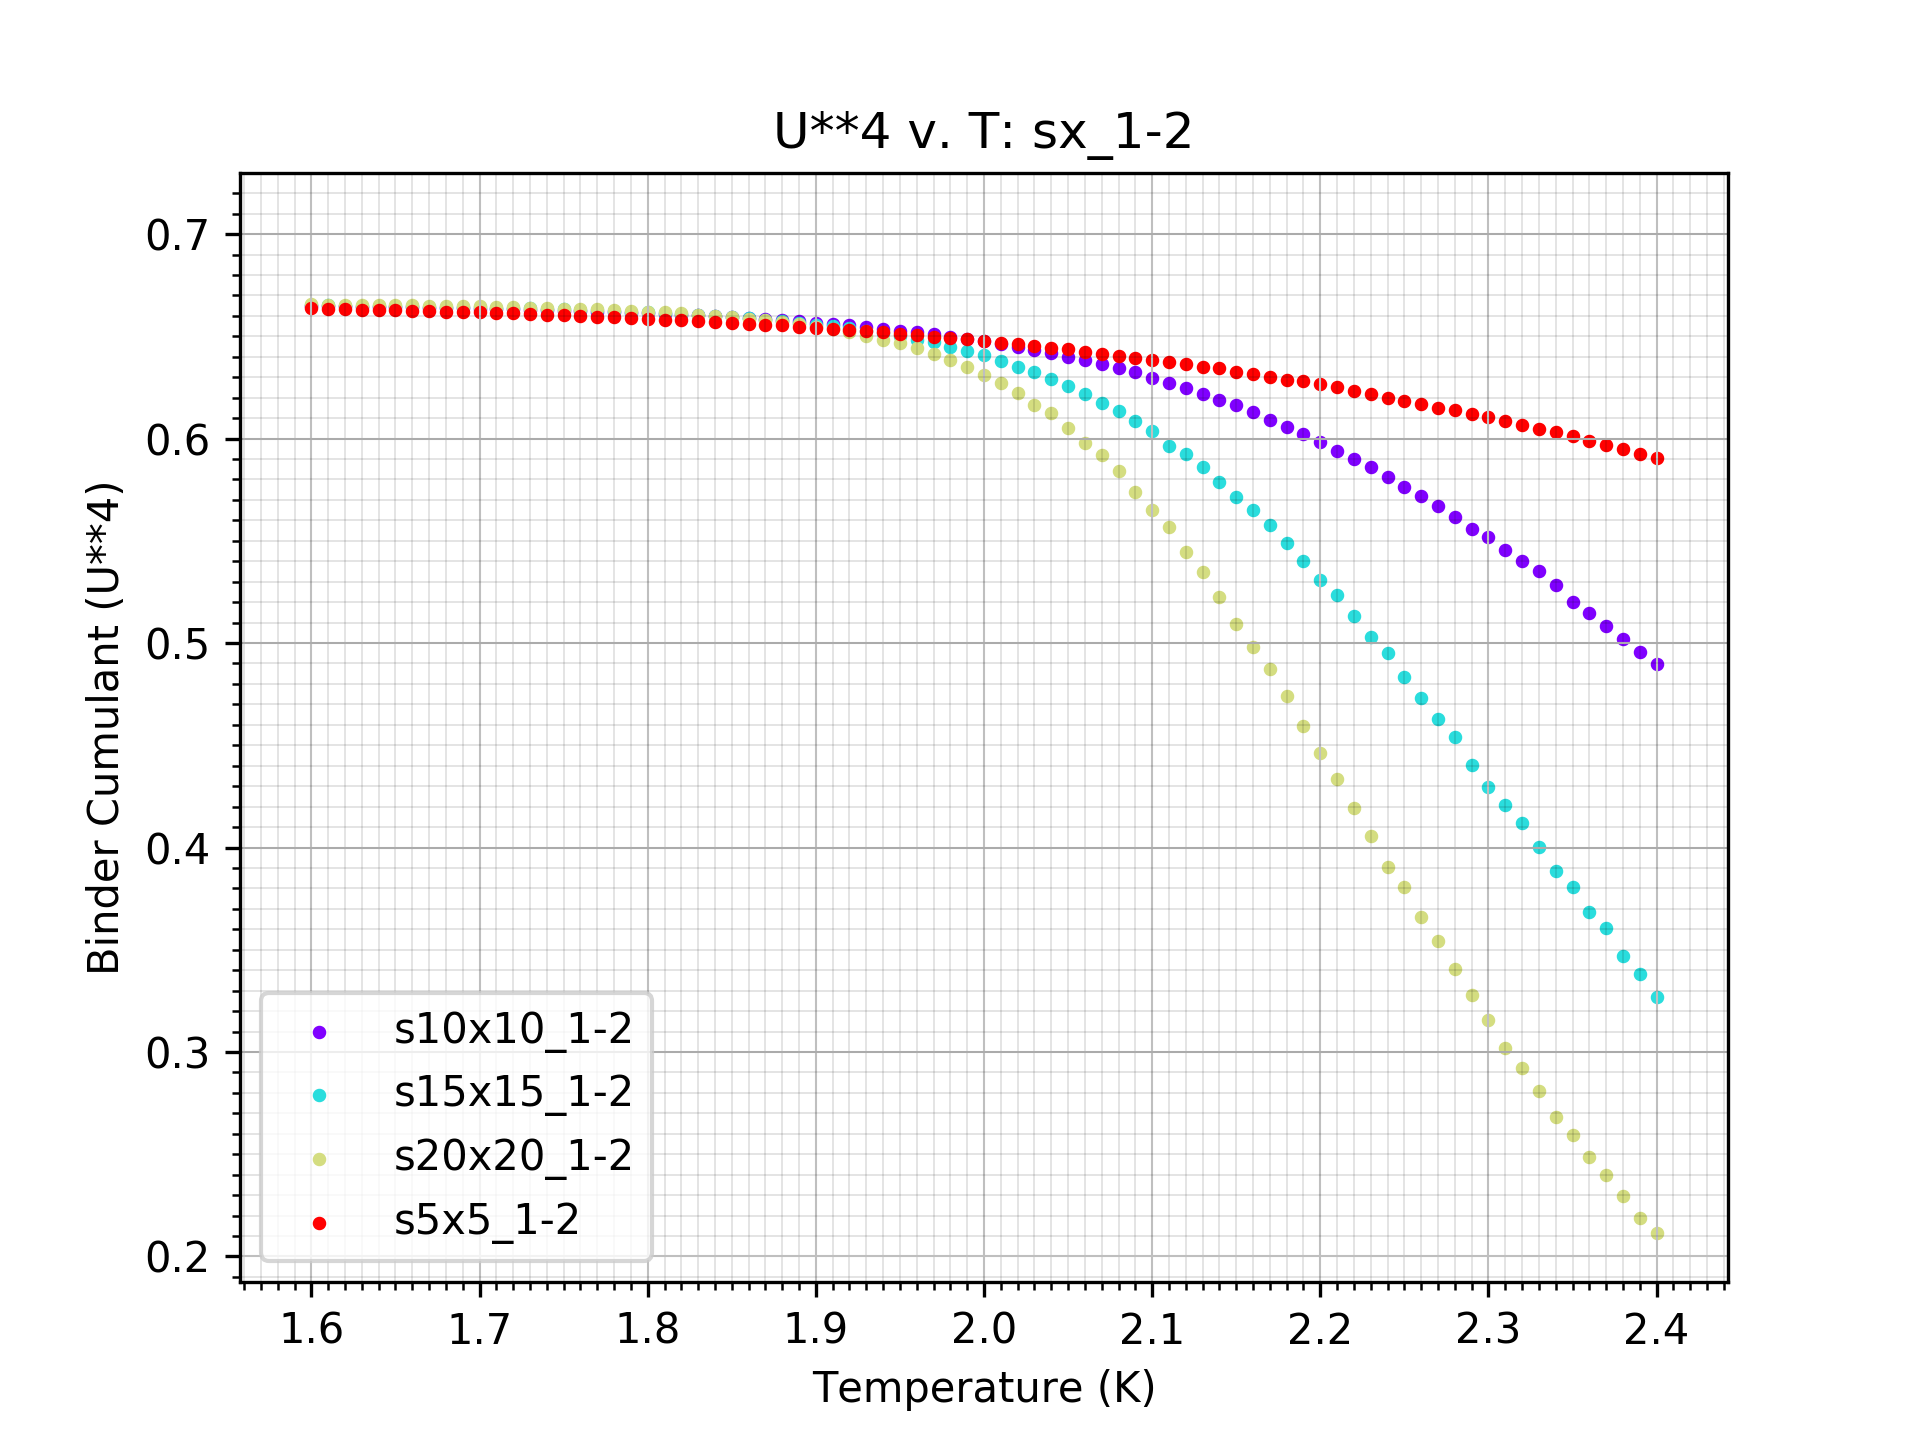 U**4 v. T: sx_1-2
Binder Cumulant (U**4)
0.7
0.6
0.5
0.4
0.3
0.2
s10x10_1-2
s15x15_1-2
s20x20_1-2
s5x5_1-2
1.6 1.7 1.8 1.9 2.0 2.1 2.2 2.3 2.4
Temperature (K)